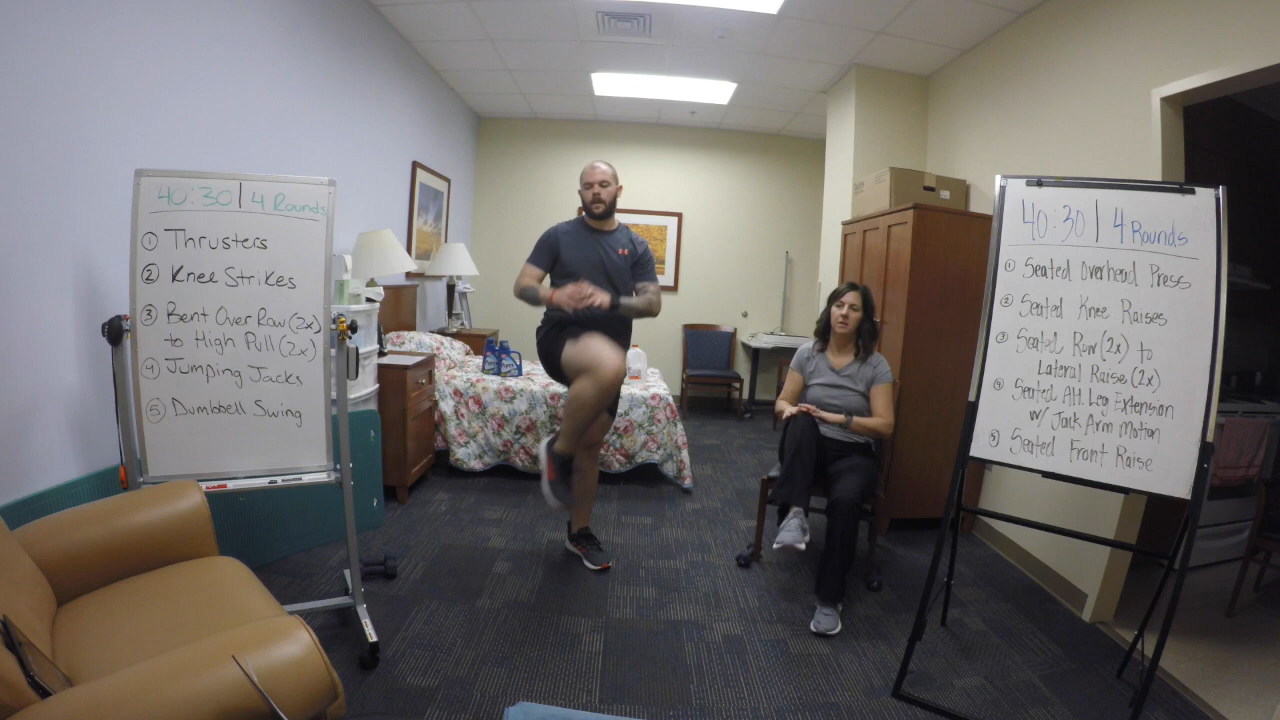 40:30 | 4 Rounds
① Thrusters
② Knee Strikes
③ Bent Over Row (2x)
to High Pull (2x)
④ Jumping Jacks
⑤ Dumbbell Swing
40:30 | 4 Rounds
① Seated Overhead Press
② Seated Knee Raises
③ Seated Row (2x) to
Lateral Raise (2x)
④ Seated Alt. Leg Extension
w/ Jack Arm Motion
⑤ Seated Front Raise